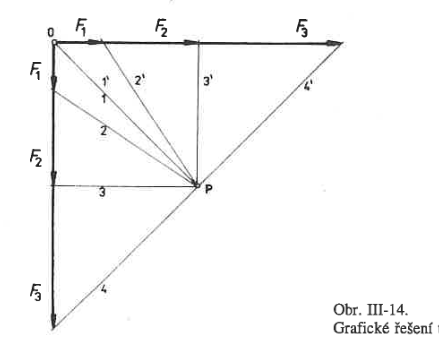 0 F₁ F₂ F₃
F₁ 1' 2' 3' 4'
1
2
F₂
3 P
F₃ 4
Obr. III-14.
Grafické řešení